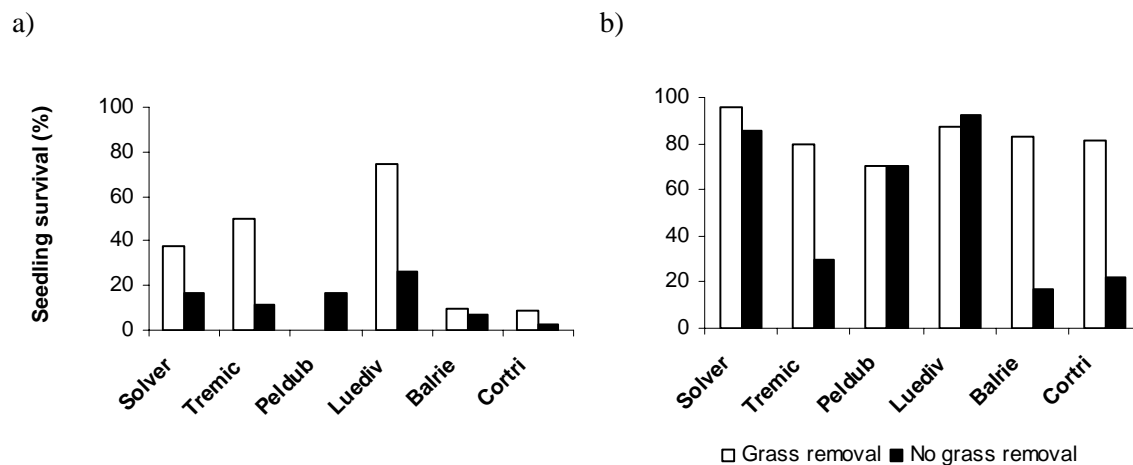 a)
b)
Seedling survival (%)
100
80
60
40
20
0
Solver
Tremic
Peldub
Luediv
Balrie
Cortri
100
80
60
40
20
0
Solver
Tremic
Peldub
Luediv
Balrie
Cortri
Grass removal No grass removal